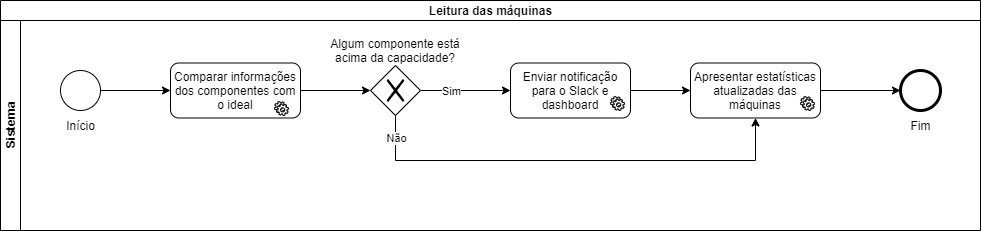 Leitura das máquinas
Sistema
Início
Comparar informações
dos componentes com
o ideal
Algum componente está
acima da capacidade?
Sim
Não
Enviar notificação
para o Slack e
dashboard
Apresentar estatísticas
atualizadas das
máquinas
Fim